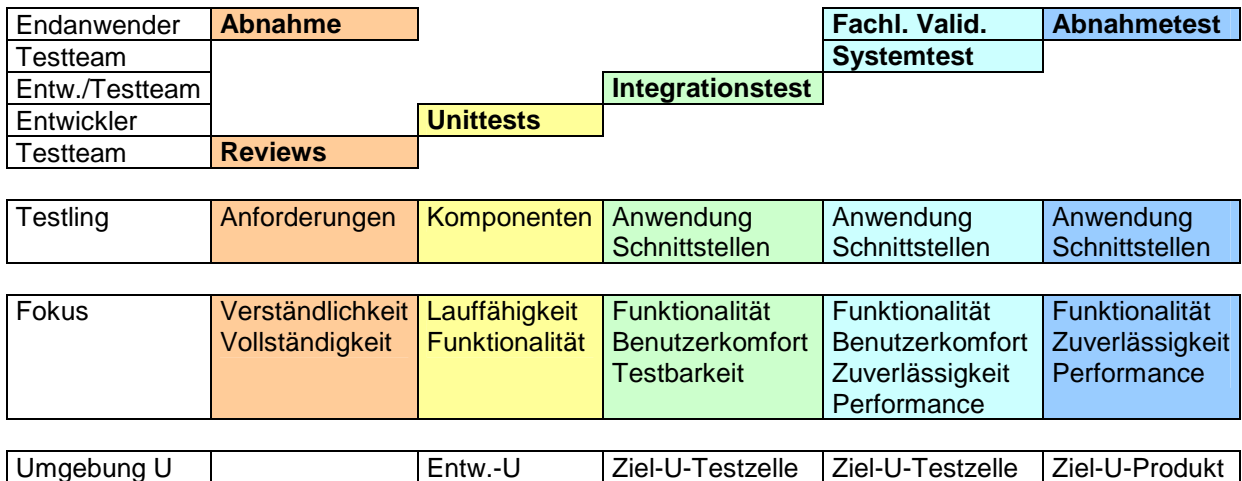 Endanwender Abnahme Fachl. Valid. Abnahmetest
Testteam Systemtest
Entw./Testteam Integrationstest
Entwickler Unittests
Testteam Reviews
Testling Anforderungen Komponenten Anwendung Anwendung Anwendung
Schnittstellen Schnittstellen Schnittstellen
Fokus Verständlichkeit Lauffähigkeit Funktionalität Funktionalität Funktionalität
Vollständigkeit Funktionalität Benutzerkomfort Benutzerkomfort Zuverlässigkeit
Testbarkeit Zuverlässigkeit Performance
Performance
Umgebung U Entw.-U Ziel-U-Testzelle Ziel-U-Testzelle Ziel-U-Produkt